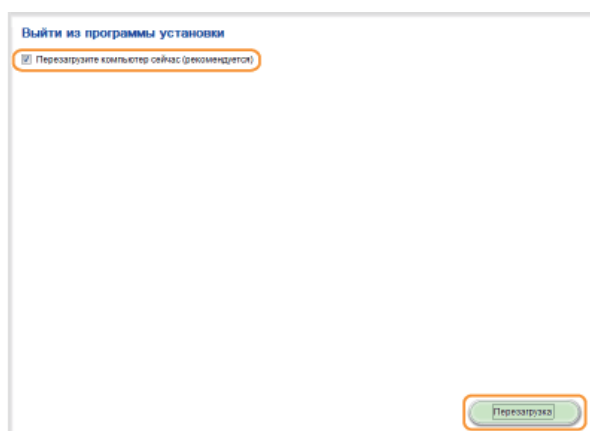 Выйти из программы установки
Перезагрузите компьютер сейчас (рекомендуется)
Перезагрузка